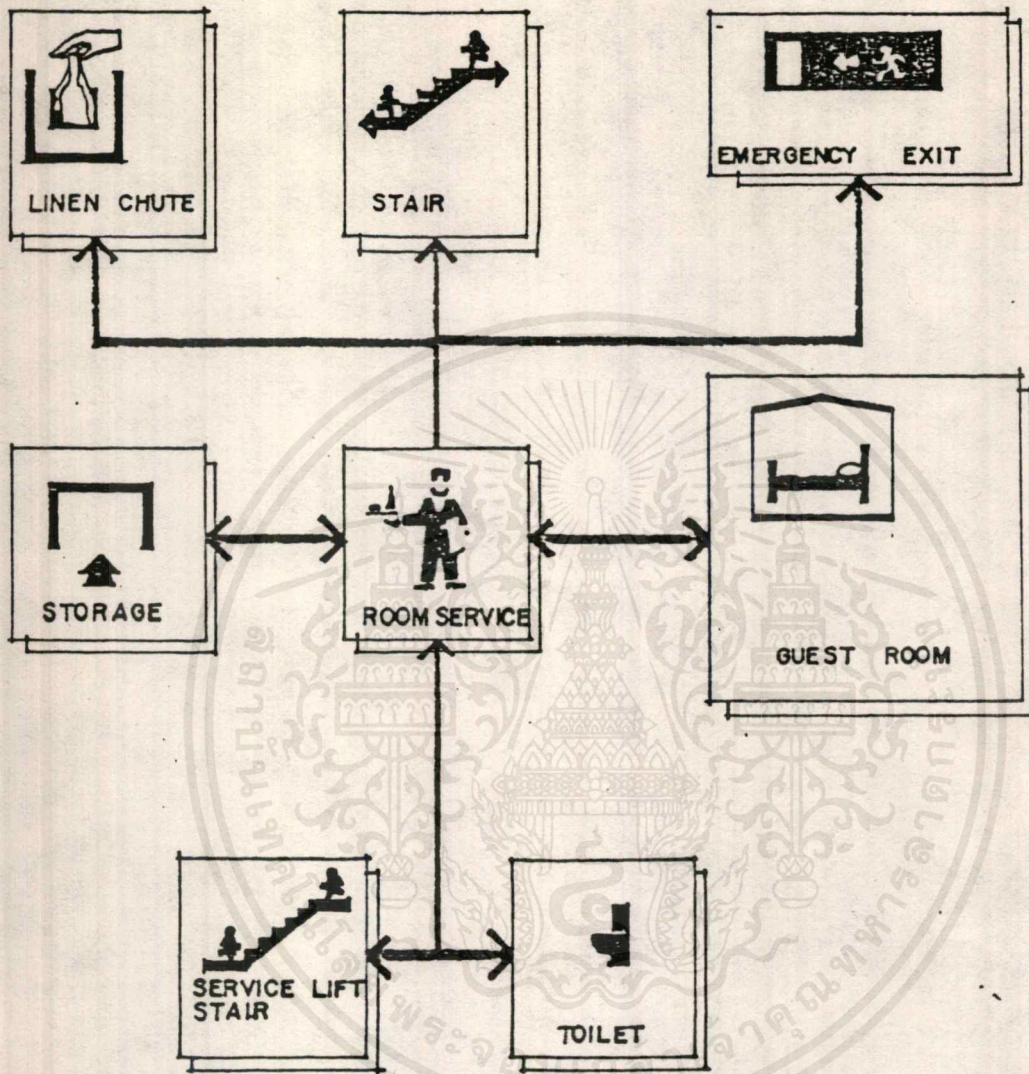 LINEN CHUTE
STAIR
EMERGENCY EXIT
STORAGE
ROOM SERVICE
GUEST ROOM
SERVICE LIFT
STAIR
TOILET